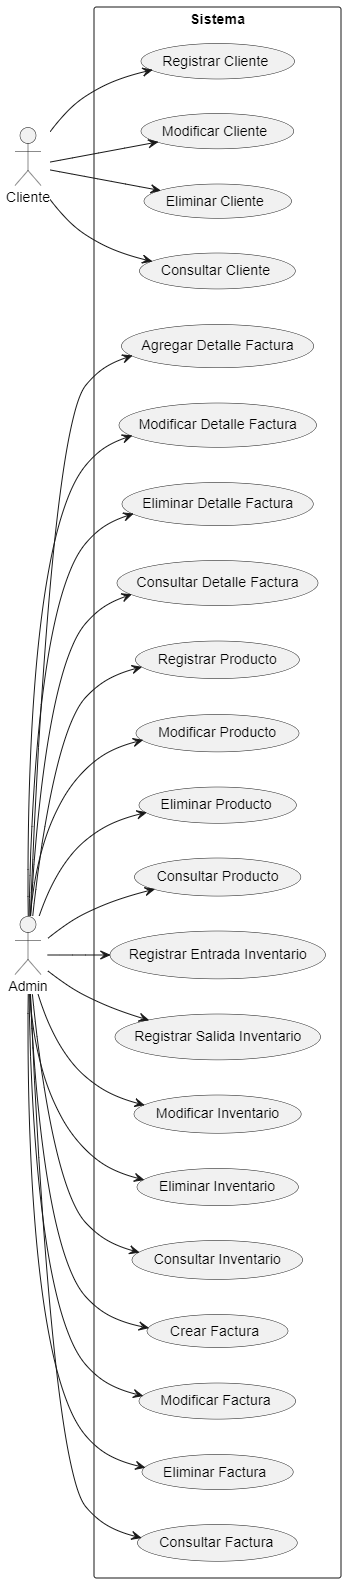 Sistema
Registrar Cliente
Modificar Cliente
Cliente
Eliminar Cliente
Consultar Cliente
Agregar Detalle Factura
Modificar Detalle Factura
Eliminar Detalle Factura
Consultar Detalle Factura
Registrar Producto
Modificar Producto
Eliminar Producto
Consultar Producto
Registrar Entrada Inventario
Admin
Registrar Salida Inventario
Modificar Inventario
Eliminar Inventario
Consultar Inventario
Crear Factura
Modificar Factura
Eliminar Factura
Consultar Factura